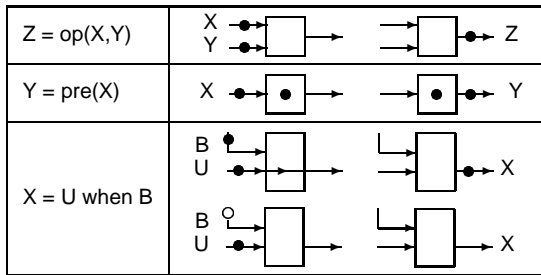 Z = op(X,Y)
X
Y
Z
Y = pre(X)
X
Y
X = U when B
B
U
X
B
U
X